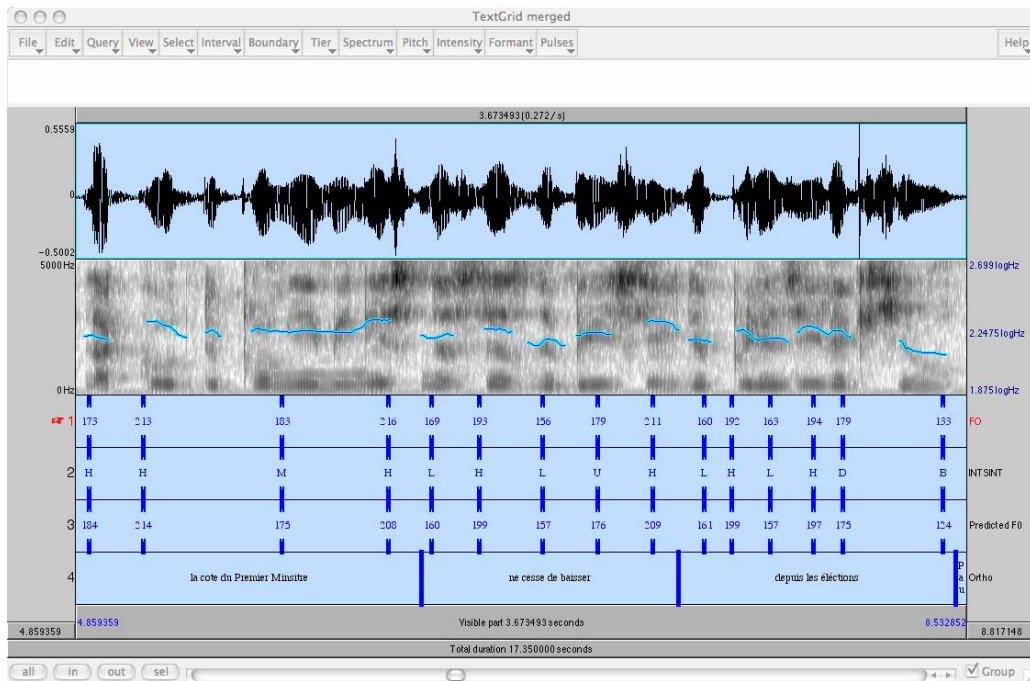 TextGrid merged
File Edit Query View Select Interval Boundary Tier Spectrum Pitch Intensity Formant Pulses Help
3.673493 (0.272 / s)
0.5559
0
-0.5002
5000 Hz 2.699 logHz
2.2475 logHz
0 Hz 1.875 logHz
1 173 213 183 216 169 193 156 179 211 160 192 163 194 179 133 F0
2 H H M H L H L U H L H L H D B INTSINT
3 184 214 175 208 160 199 157 176 209 161 199 157 197 175 124 Predicted F0
4 la cote du Premier Minsitre ne cesse de baisser depuis les éléctions pau Ortho
4.859359 Visible part 3.673493 seconds 8.532852
4.859359 8.817148
Total duration 17.350000 seconds
all in out sel Group